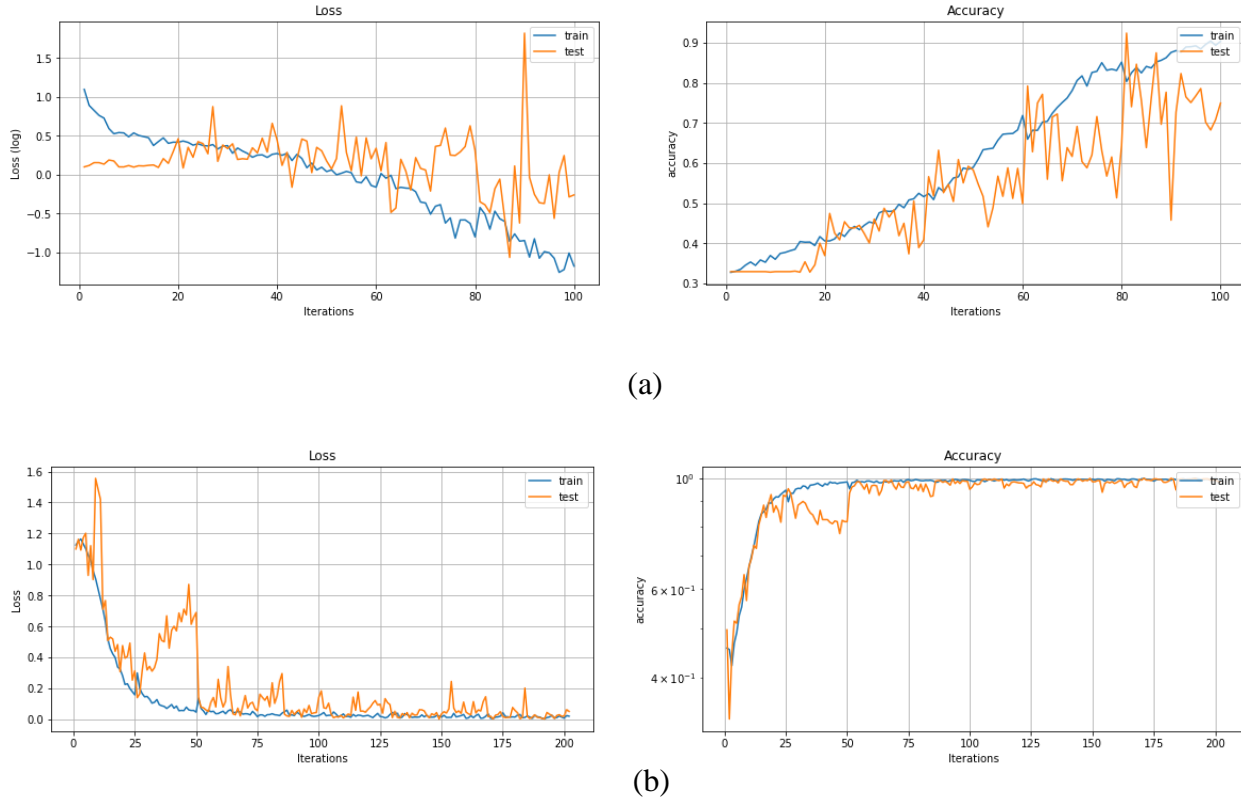 Loss
train
test
1.5
1.0
0.5
0.0
−0.5
−1.0
Loss (log)
0 20 40 60 80 100
Iterations
Accuracy
train
test
0.9
0.8
0.7
0.6
0.5
0.4
0.3
accuracy
0 20 40 60 80 100
Iterations
(a)
Loss
train
test
1.6
1.4
1.2
1.0
0.8
0.6
0.4
0.2
0.0
Loss
0 25 50 75 100 125 150 175 200
Iterations
Accuracy
train
test
10⁰
6 × 10⁻¹
4 × 10⁻¹
accuracy
0 25 50 75 100 125 150 175 200
Iterations
(b)